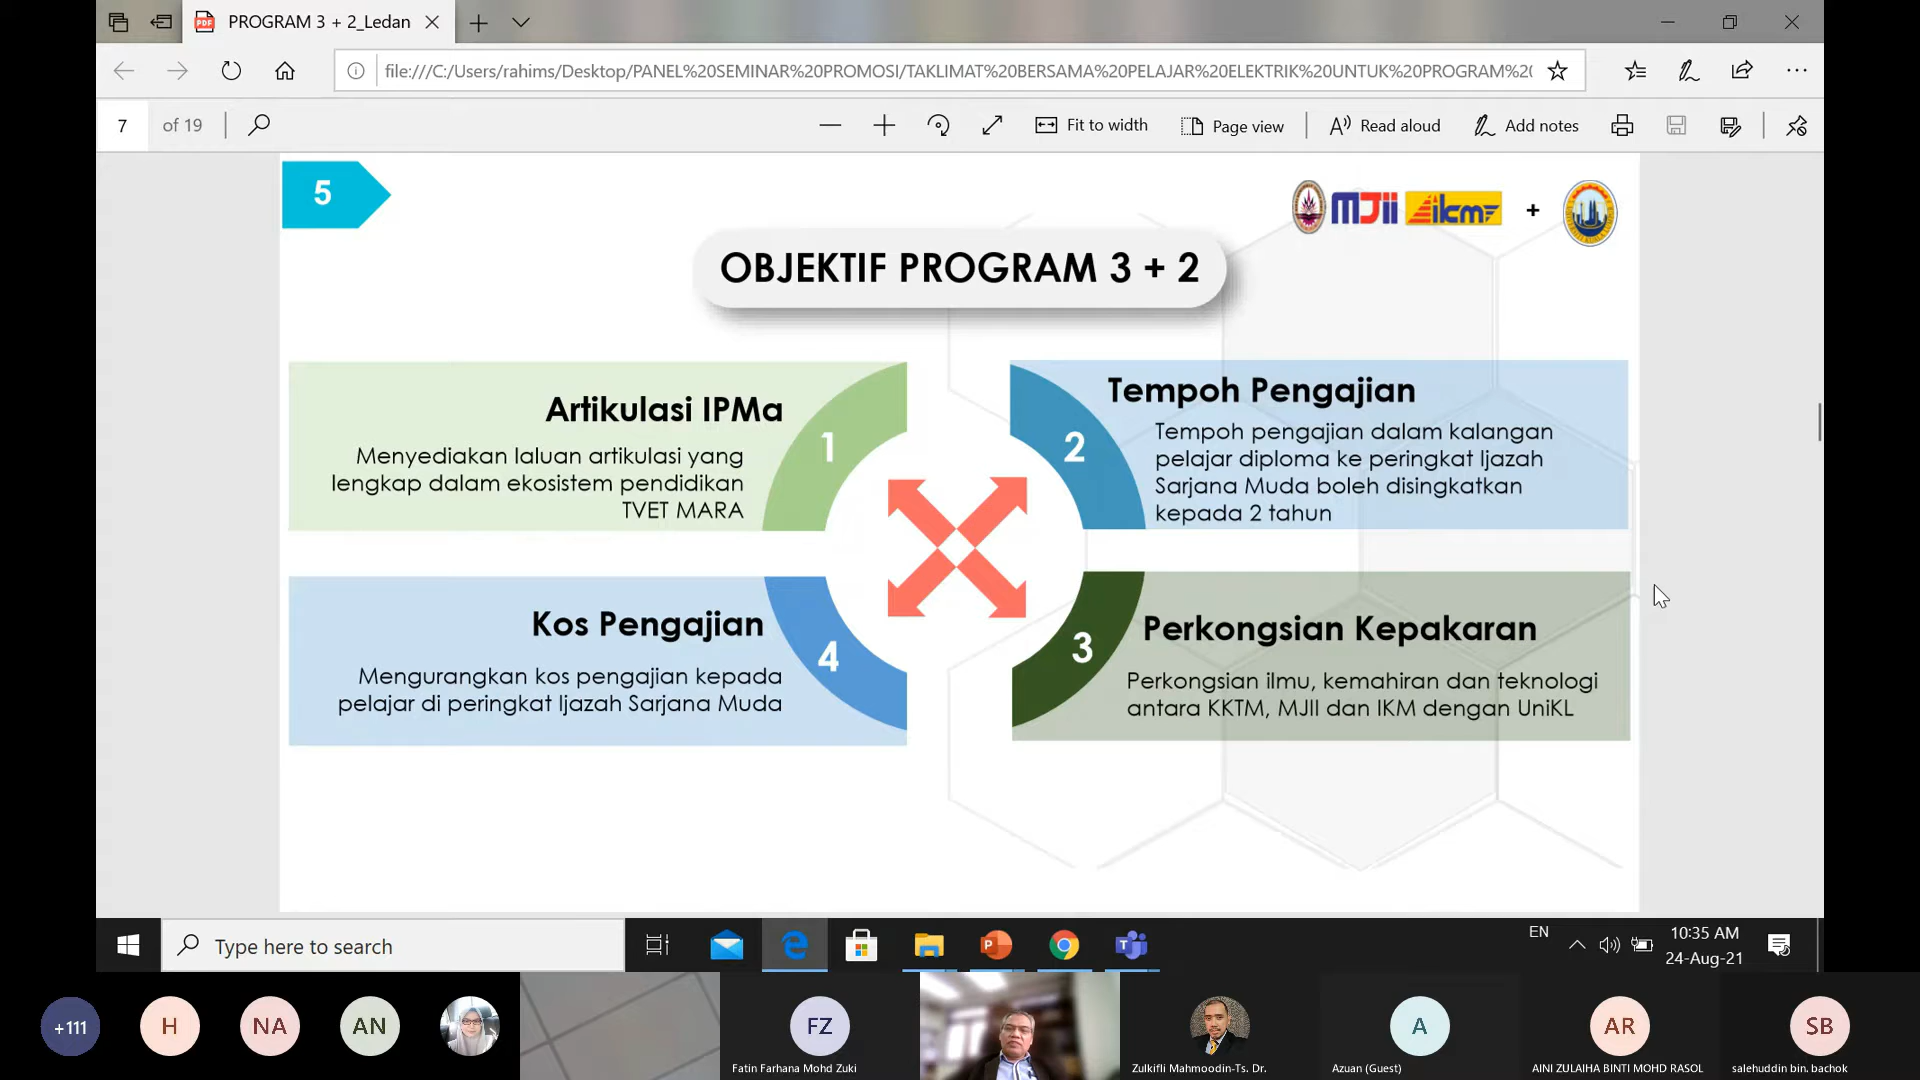 PROGRAM 3 + 2_Ledan
file:///C:/Users/rahims/Desktop/PANEL%20SEMINAR%20PROMOSI/TAKLIMAT%20BERSAMA%20PELAJAR%20ELEKTRIK%20UNTUK%20PROGRAM%20
7 of 19
Fit to width
Page view
Read aloud
Add notes
5
MJii ikm +
OBJEKTIF PROGRAM 3 + 2
Artikulasi IPMa
Menyediakan laluan artikulasi yang
lengkap dalam ekosistem pendidikan
TVET MARA
1
2
Tempoh Pengajian
Tempoh pengajian dalam kalangan
pelajar diploma ke peringkat Ijazah
Sarjana Muda boleh disingkatkan
kepada 2 tahun
Kos Pengajian
Mengurangkan kos pengajian kepada
pelajar di peringkat Ijazah Sarjana Muda
4
3
Perkongsian Kepakaran
Perkongsian ilmu, kemahiran dan teknologi
antara KKTM, MJII dan IKM dengan UniKL
Type here to search
EN
10:35 AM
24-Aug-21
+111
H
NA
AN
FZ
Fatin Farhana Mohd Zuki
Zulkifli Mahmoodin-Ts. Dr.
A
Azuan (Guest)
AR
AINI ZULAIHA BINTI MOHD RASOL
SB
salehuddin bin. bachok